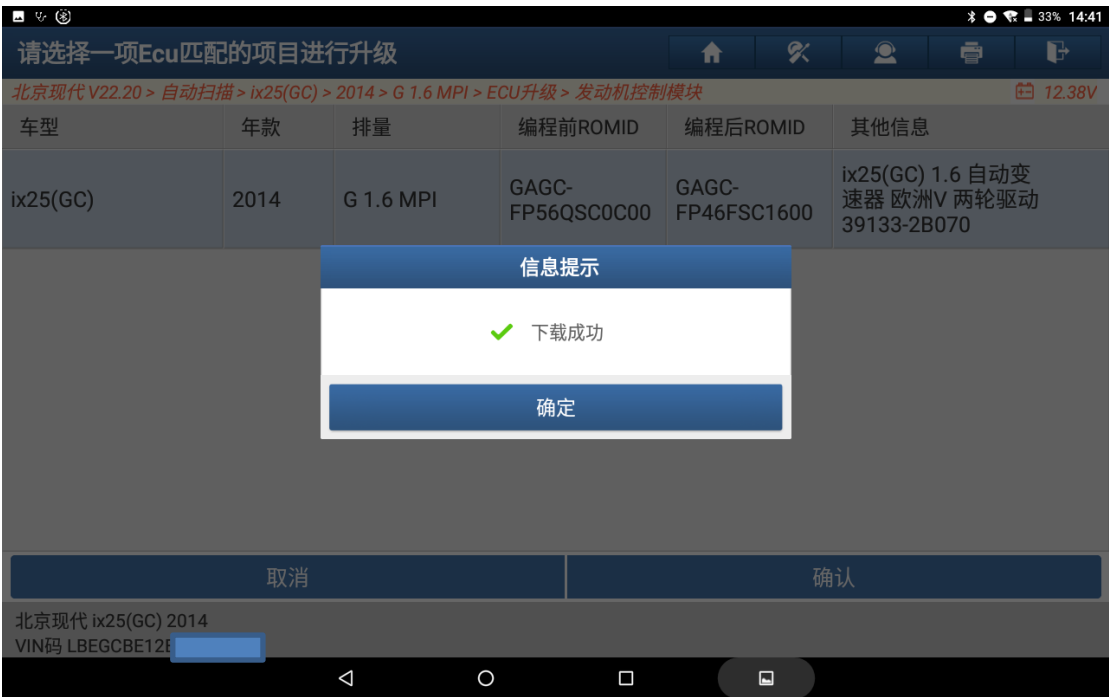 33% 14:41
请选择一项Ecu匹配的项目进行升级
北京现代 V22.20 > 自动扫描 > ix25(GC) > 2014 > G 1.6 MPI > ECU升级 > 发动机控制模块 12.38V
车型 年款 排量 编程前ROMID 编程后ROMID 其他信息
ix25(GC) 2014 G 1.6 MPI GAGC-FP56QSC0C00 GAGC-FP46FSC1600 ix25(GC) 1.6 自动变速器 欧洲V 两轮驱动 39133-2B070
信息提示
下载成功
确定
取消 确认
北京现代 ix25(GC) 2014
VIN码 LBEGCBE12